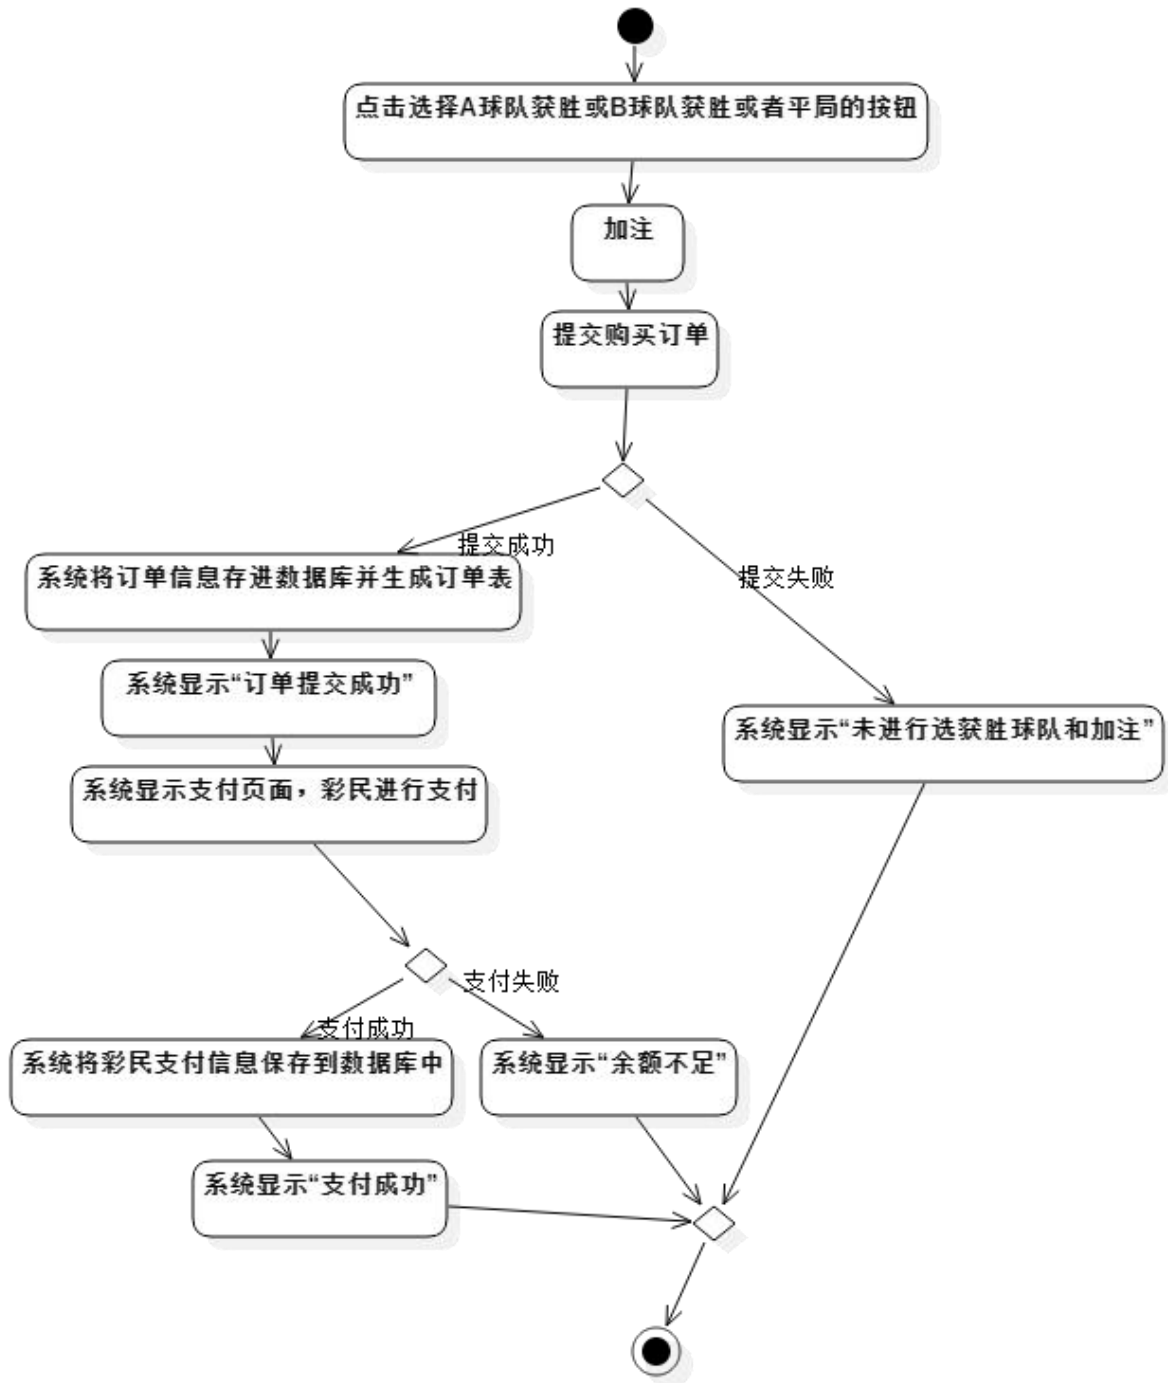 点击选择A球队获胜或B球队获胜或者平局的按钮
加注
提交购买订单
提交成功
提交失败
系统将订单信息存进数据库并生成订单表
系统显示“订单提交成功”
系统显示“未进行选获胜球队和加注”
系统显示支付页面，彩民进行支付
支付失败
支付成功
系统将彩民支付信息保存到数据库中
系统显示“余额不足”
系统显示“支付成功”